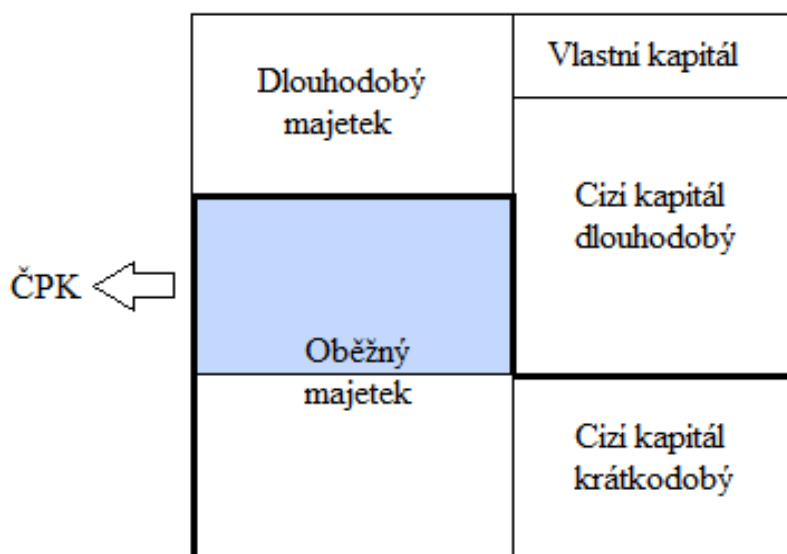 Dlouhodobý
majetek
Vlastní kapitál
Cizí kapitál
dlouhodobý
ČPK
Oběžný
majetek
Cizí kapitál
krátkodobý